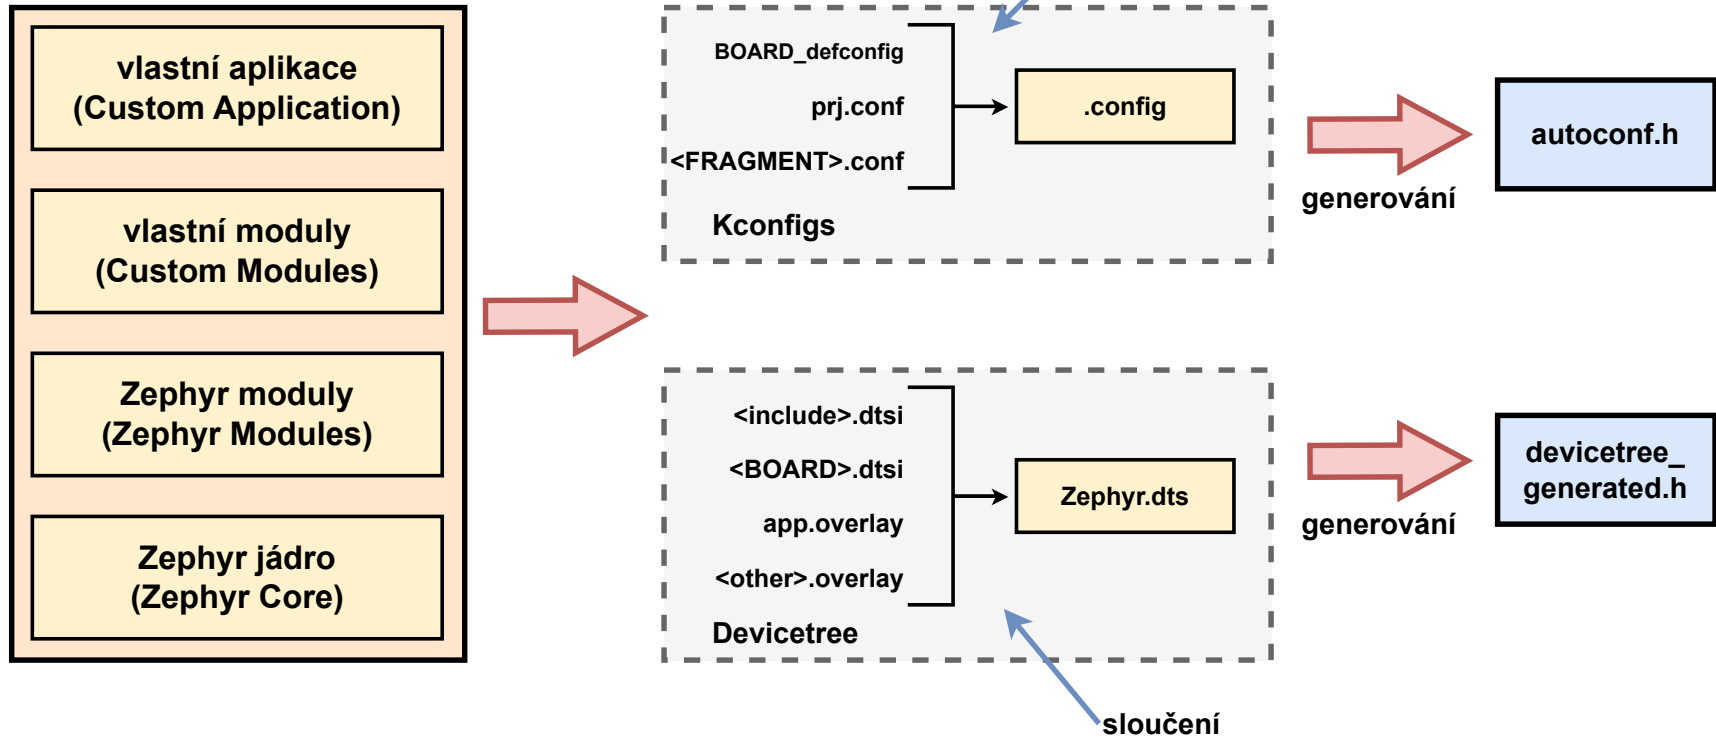 vlastní aplikace
(Custom Application)
vlastní moduly
(Custom Modules)
Zephyr moduly
(Zephyr Modules)
Zephyr jádro
(Zephyr Core)
BOARD_defconfig
prj.conf
<FRAGMENT>.conf
Kconfigs
.config
generování
autoconf.h
<include>.dtsi
<BOARD>.dtsi
app.overlay
<other>.overlay
Devicetree
Zephyr.dts
generování
devicetree_
generated.h
sloučení